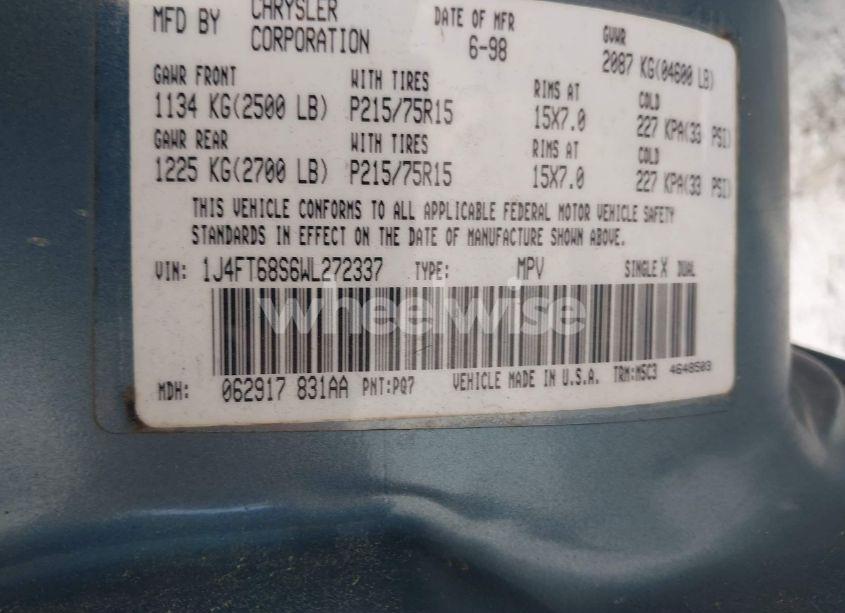 MFD BY CHRYSLER CORPORATION DATE OF MFR 6-98 GVWR 2087 KG(04600 LB)
GAWR FRONT WITH TIRES RIMS AT COLD
1134 KG(2500 LB) P215/75R15 15X7.0 227 KPA(33 PSI)
GAWR REAR WITH TIRES RIMS AT COLD
1225 KG(2700 LB) P215/75R15 15X7.0 227 KPA(33 PSI)
THIS VEHICLE CONFORMS TO ALL APPLICABLE FEDERAL MOTOR VEHICLE SAFETY
STANDARDS IN EFFECT ON THE DATE OF MANUFACTURE SHOWN ABOVE.
VIN: 1J4FT68S6WL272337 TYPE: MPV SINGLE X DUAL
wheelwise
MDH: 062917 831AA PNT:PQ7 VEHICLE MADE IN U.S.A. TRM:M5C3 4648503